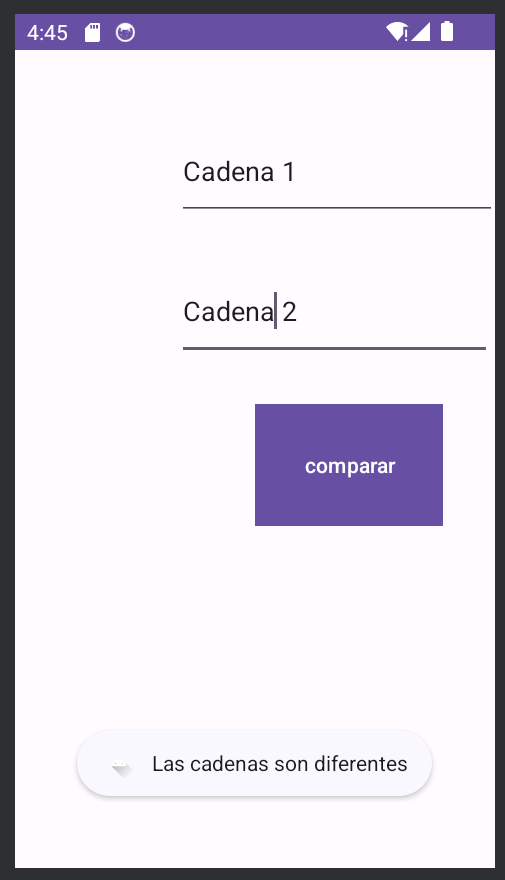 4:45
Cadena 1
Cadena 2
comparar
Las cadenas son diferentes